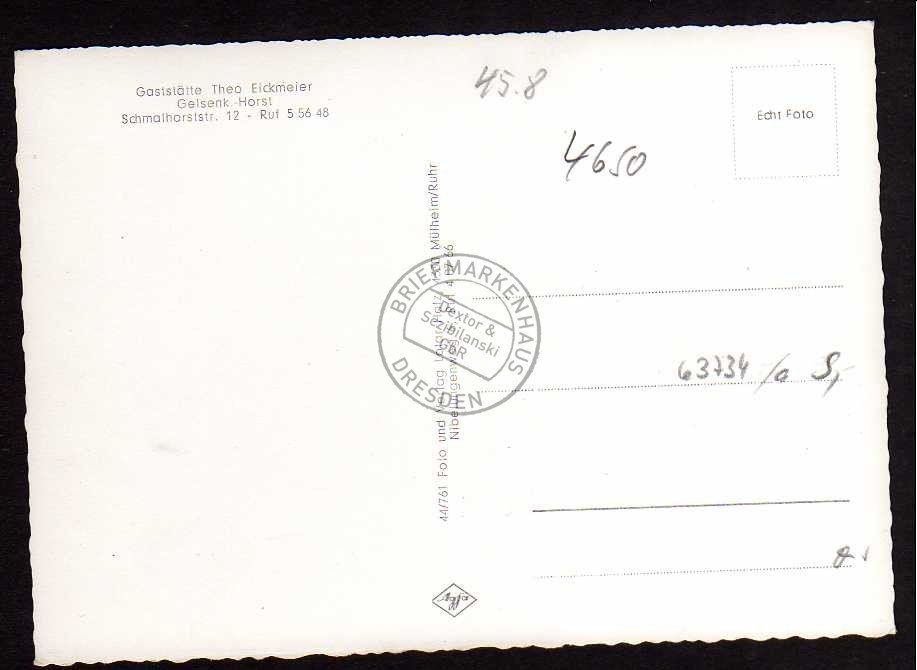 Gaststätte Theo Eickmeier
Gelsenk.-Horst
Schmalhorststr. 12 - Ruf 5 56 48
45.8
4650
Echt Foto
44/761 Foto und Verlag Mülheim/Ruhr
BRIEFMARKENHAUS
Dextor &
Sezibilanski
GbR
DRESDEN
63734/a